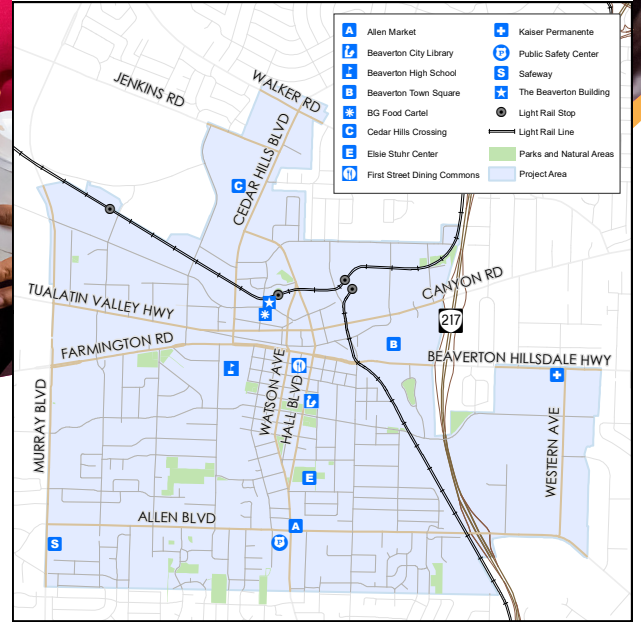 A Allen Market
Beaverton City Library
Beaverton High School
B Beaverton Town Square
BG Food Cartel
C Cedar Hills Crossing
E Elsie Stuhr Center
First Street Dining Commons
Kaiser Permanente
P Public Safety Center
S Safeway
The Beaverton Building
Light Rail Stop
Light Rail Line
Parks and Natural Areas
Project Area
JENKINS RD
WALKER RD
CEDAR HILLS BLVD
C
CANYON RD
TUALATIN VALLEY HWY
217
FARMINGTON RD
B
BEAVERTON HILLSDALE HWY
WATSON AVE
HALL BLVD
MURRAY BLVD
WESTERN AVE
E
ALLEN BLVD
A
S
P